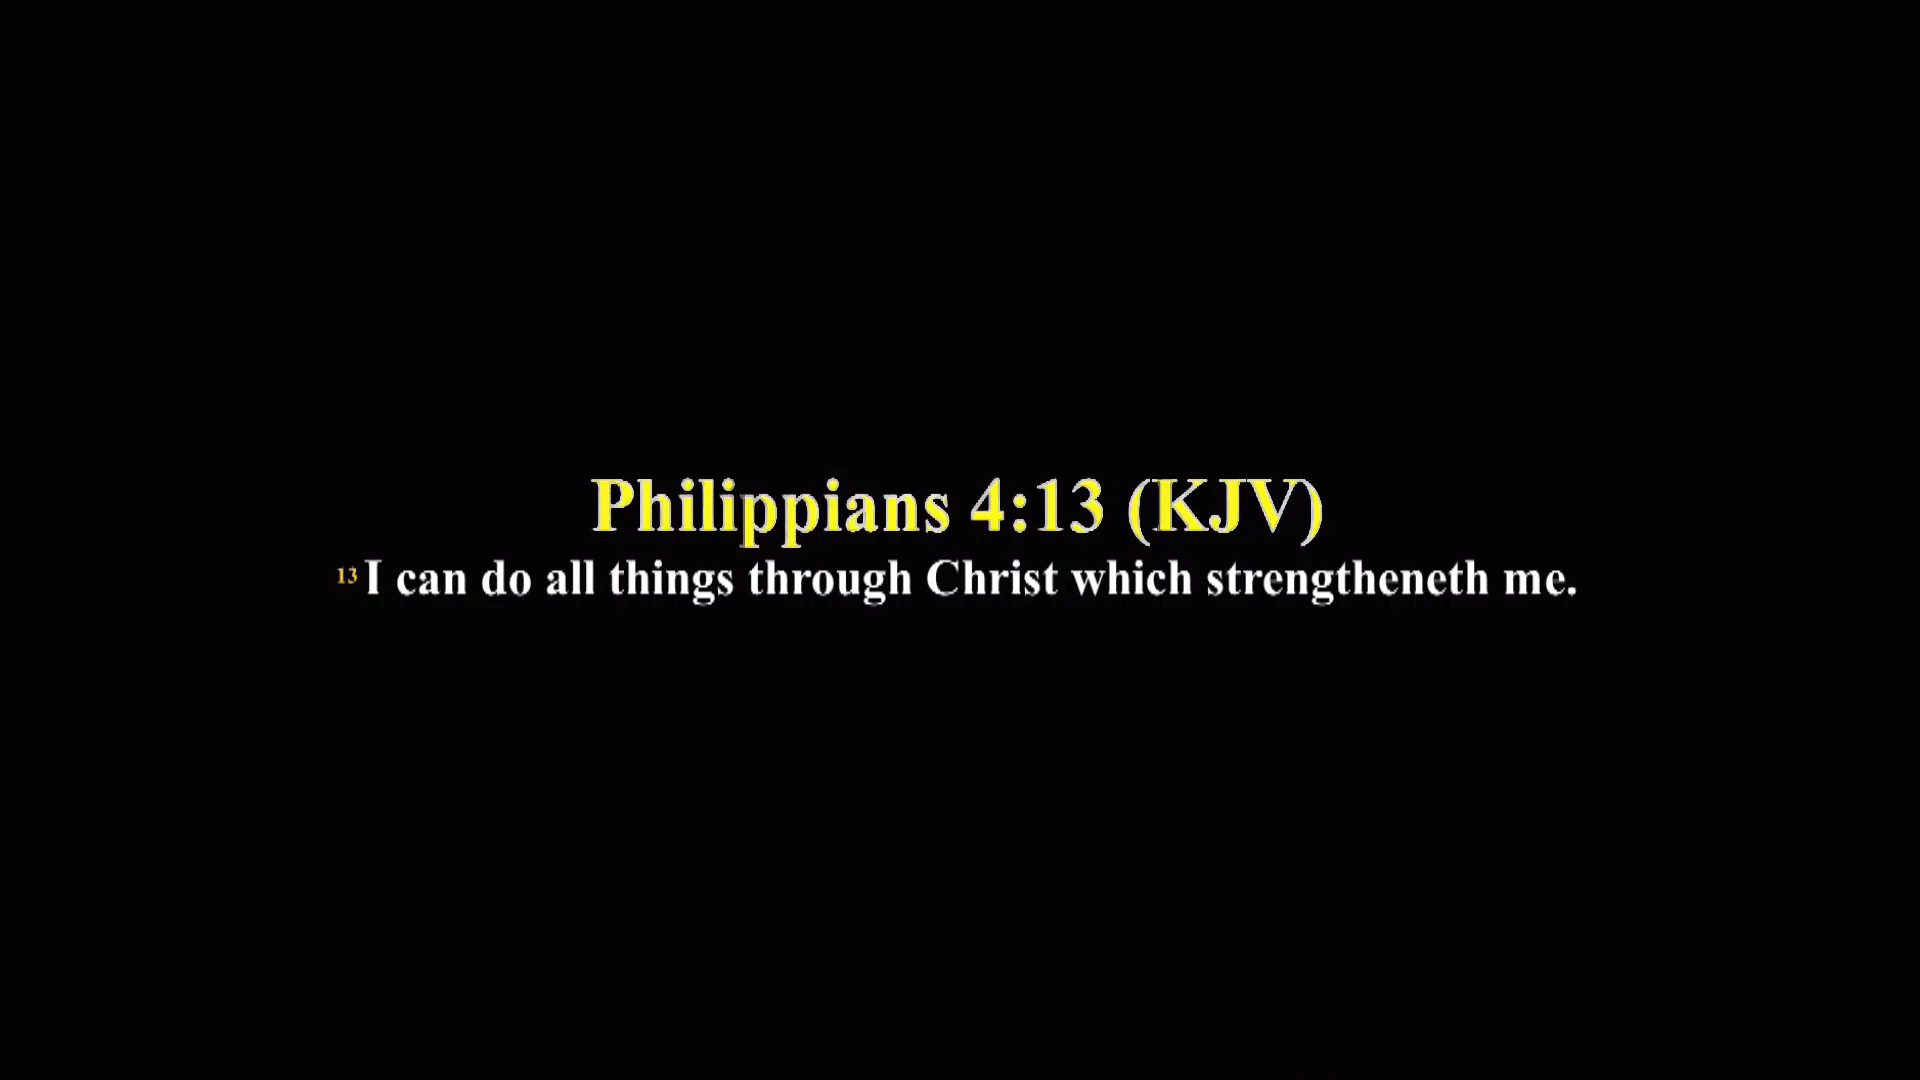 Philippians 4:13 (KJV)
13 I can do all things through Christ which strengtheneth me.